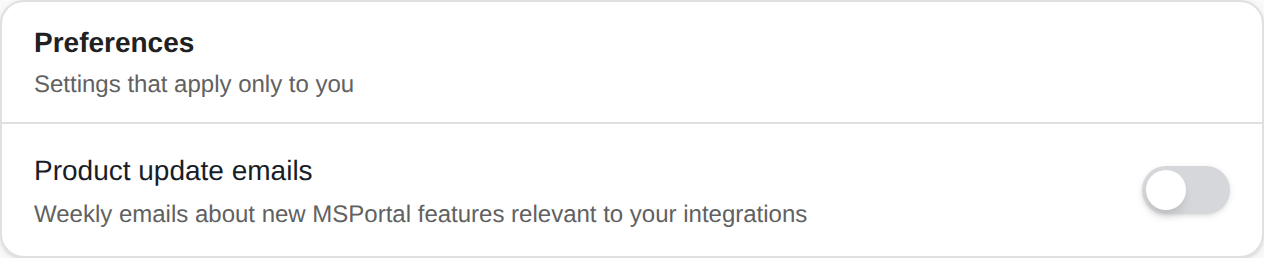 Preferences
Settings that apply only to you
Product update emails
Weekly emails about new MSPortal features relevant to your integrations